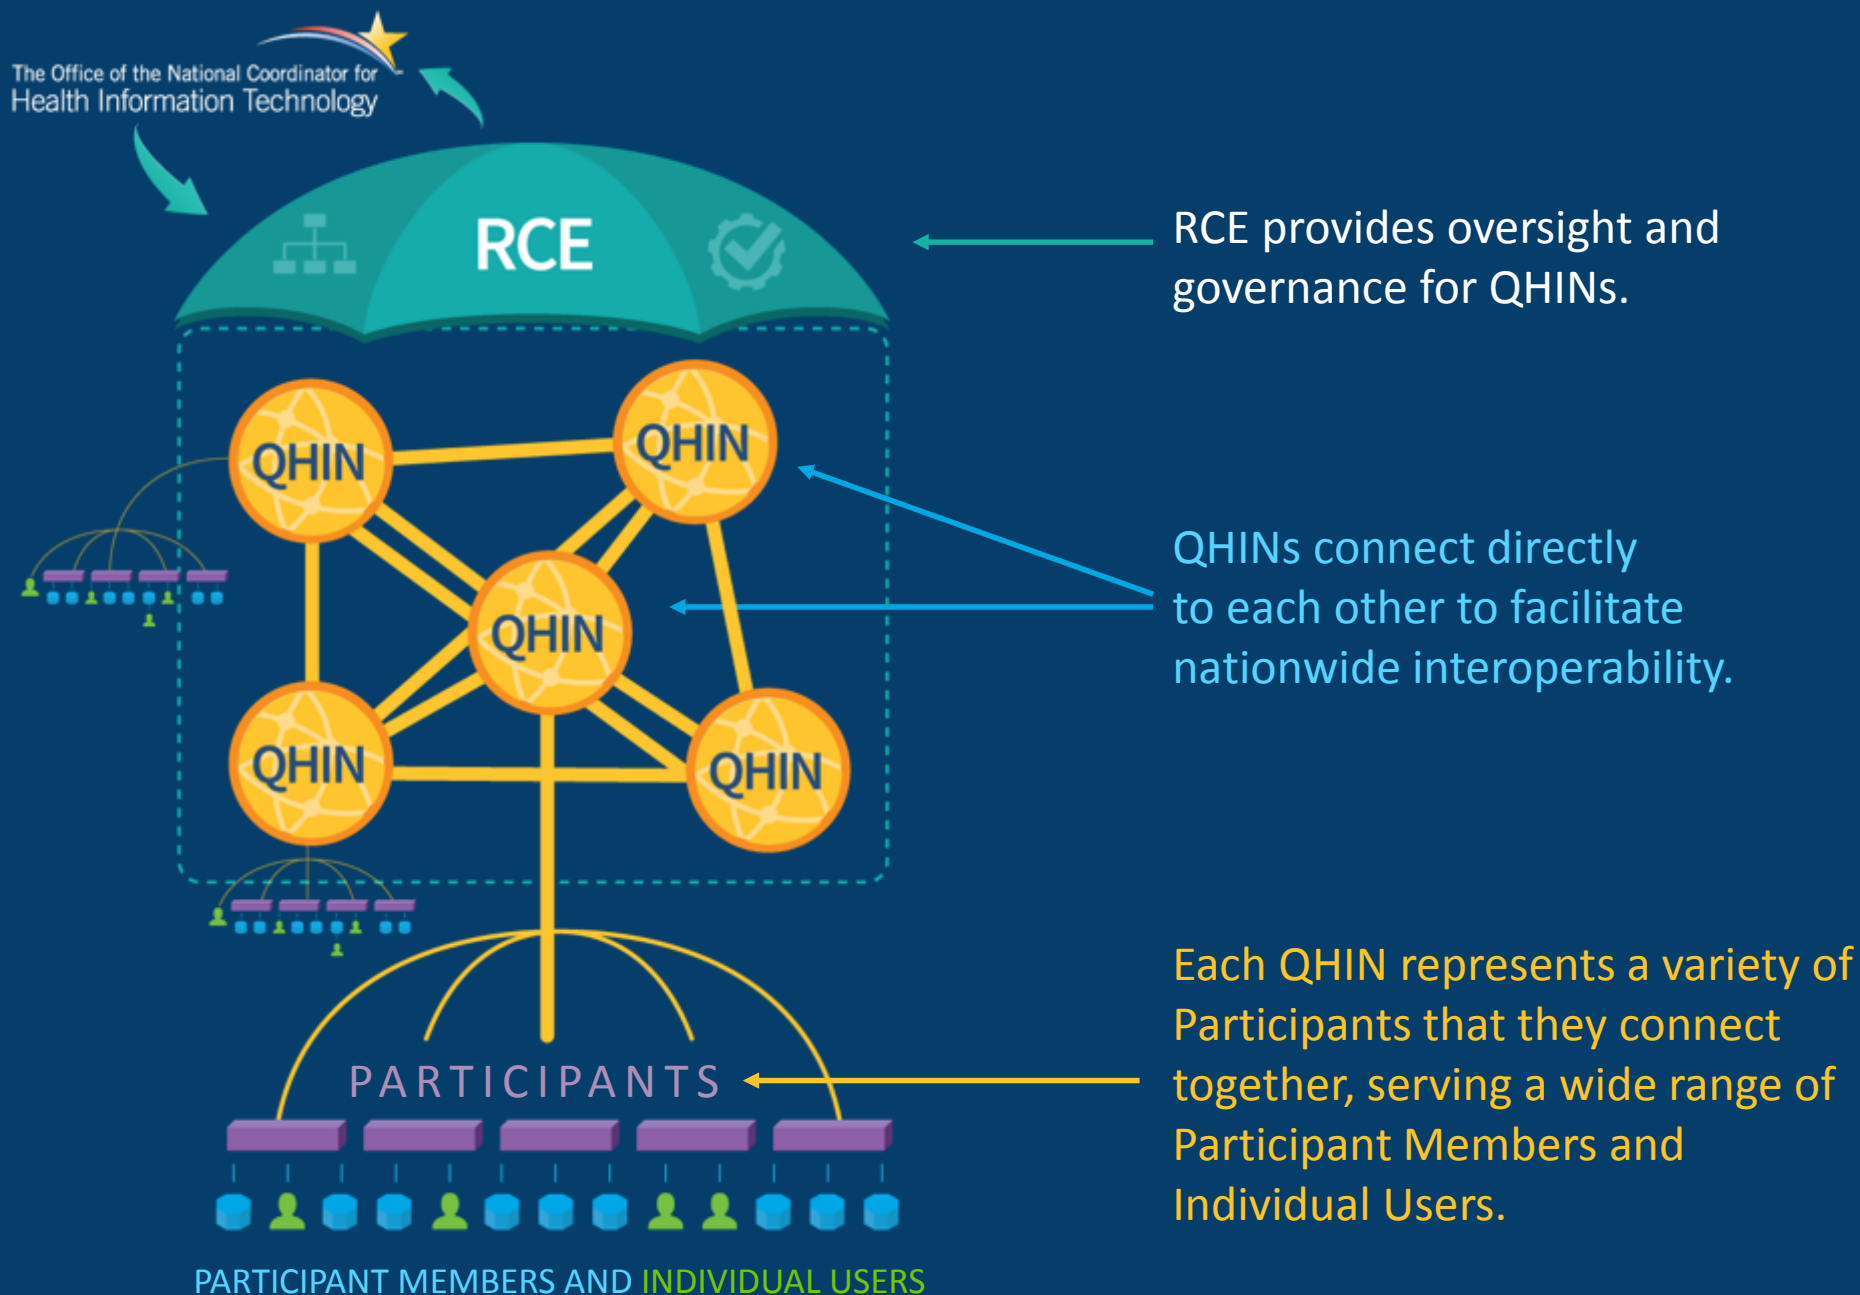 The Office of the National Coordinator for
Health Information Technology
RCE
RCE provides oversight and
governance for QHINs.
QHIN
QHIN
QHIN
QHIN
QHIN
QHINs connect directly
to each other to facilitate
nationwide interoperability.
Each QHIN represents a variety of
Participants that they connect
together, serving a wide range of
Participant Members and
Individual Users.
PARTICIPANTS
PARTICIPANT MEMBERS AND INDIVIDUAL USERS